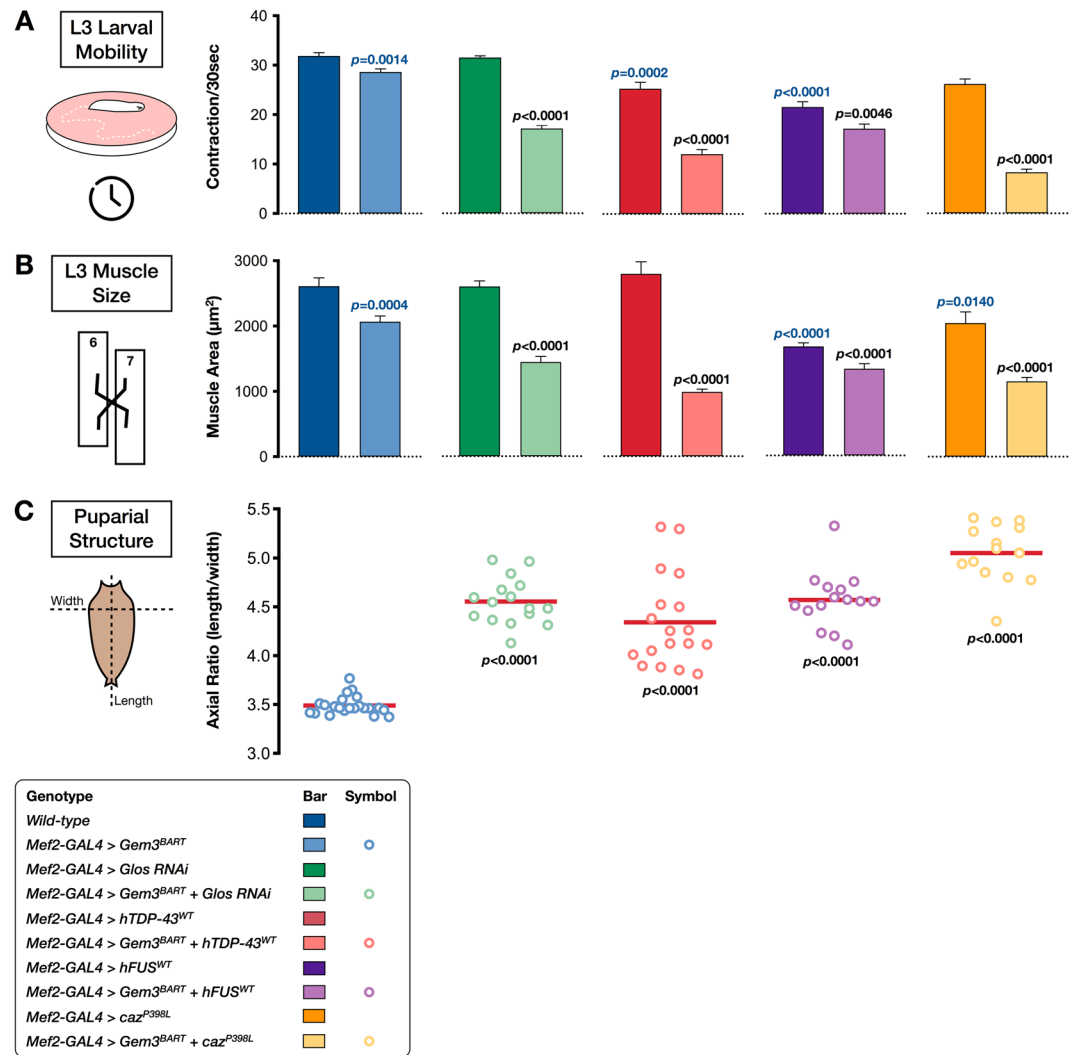 A
L3 Larval
Mobility
Contraction/30sec
40
30
20
10
0
p=0.0014
p<0.0001
p=0.0002
p<0.0001
p<0.0001
p=0.0046
p<0.0001
B
L3 Muscle
Size
6
7
Muscle Area (µm²)
3000
2000
1000
0
p=0.0004
p<0.0001
p<0.0001
p<0.0001
p<0.0001
p=0.0140
p<0.0001
C
Puparial
Structure
Width
Length
Axial Ratio (length/width)
5.5
5.0
4.5
4.0
3.5
3.0
p<0.0001
p<0.0001
p<0.0001
p<0.0001
Genotype Bar Symbol
Wild-type
Mef2-GAL4 > Gem3^BART
Mef2-GAL4 > Glos RNAi
Mef2-GAL4 > Gem3^BART + Glos RNAi
Mef2-GAL4 > hTDP-43^WT
Mef2-GAL4 > Gem3^BART + hTDP-43^WT
Mef2-GAL4 > hFUS^WT
Mef2-GAL4 > Gem3^BART + hFUS^WT
Mef2-GAL4 > caz^P398L
Mef2-GAL4 > Gem3^BART + caz^P398L